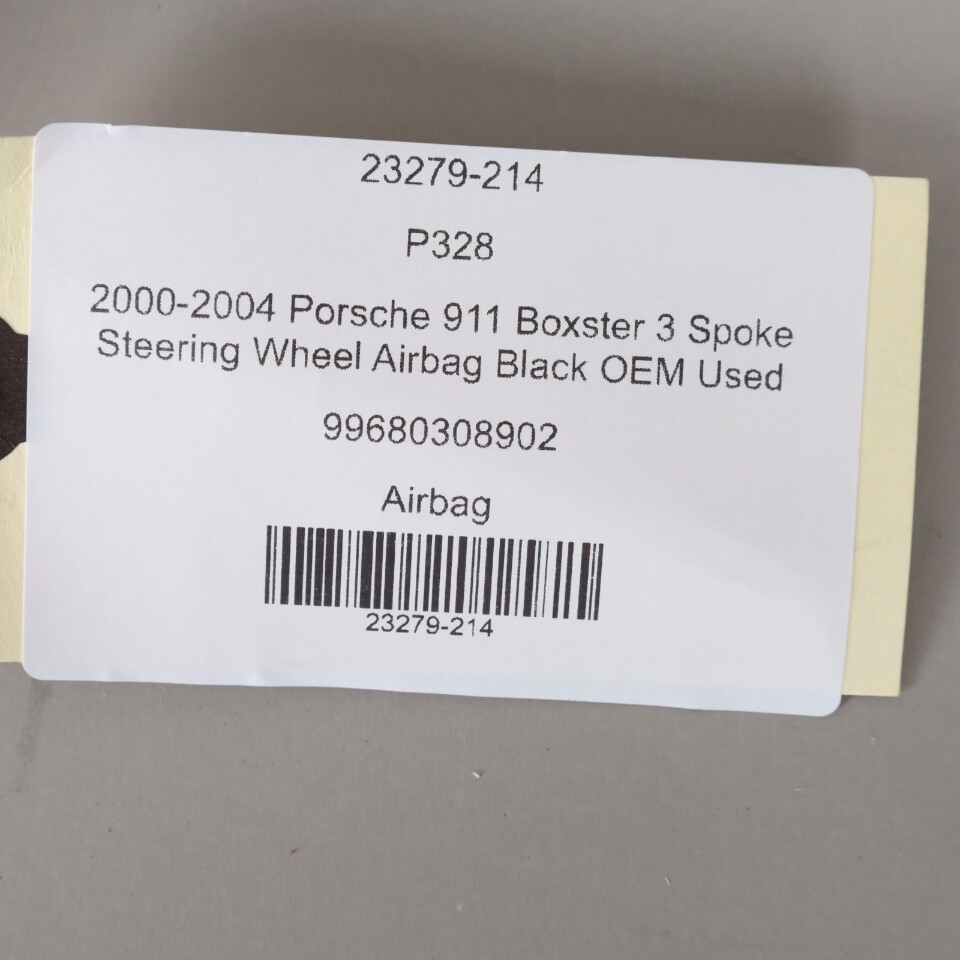 23279-214
P328
2000-2004 Porsche 911 Boxster 3 Spoke
Steering Wheel Airbag Black OEM Used
99680308902
Airbag
23279-214